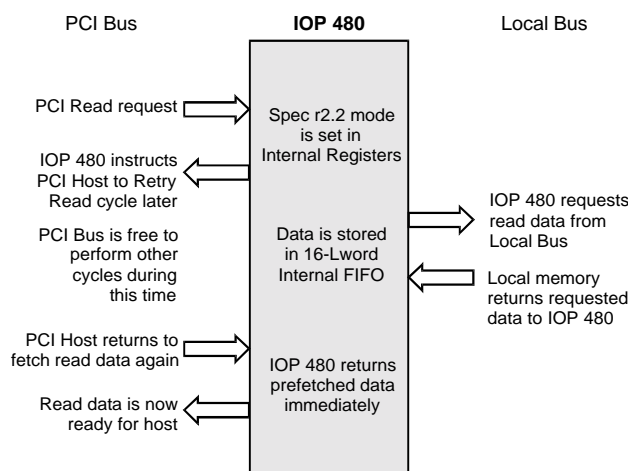 PCI Bus
IOP 480
Local Bus
PCI Read request
Spec r2.2 mode
is set in
Internal Registers
IOP 480 instructs
PCI Host to Retry
Read cycle later
IOP 480 requests
read data from
Local Bus
PCI Bus is free to
perform other
cycles during
this time
Data is stored
in 16-Lword
Internal FIFO
Local memory
returns requested
data to IOP 480
PCI Host returns to
fetch read data again
IOP 480 returns
prefetched data
immediately
Read data is now
ready for host